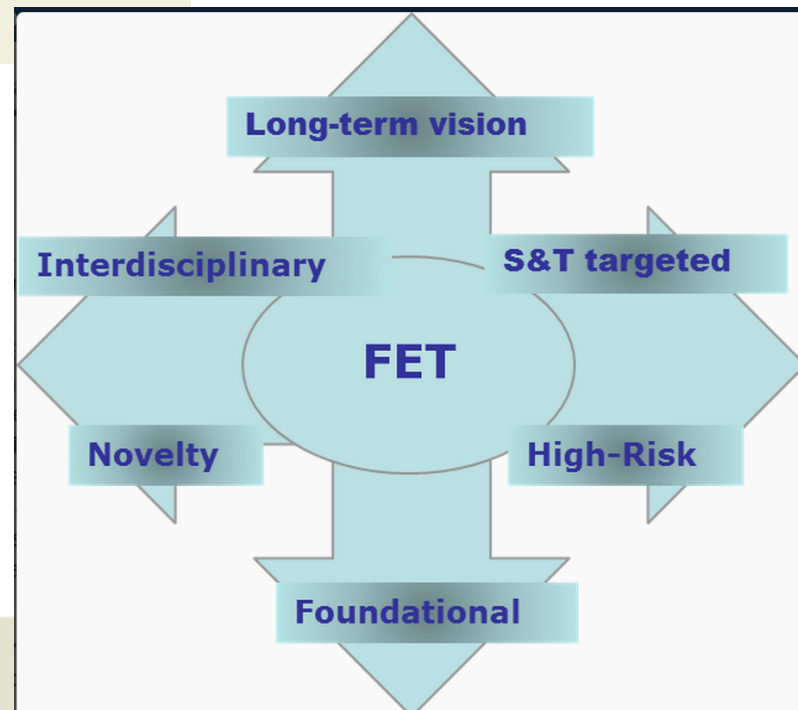 Long-term vision
Interdisciplinary
S&T targeted
FET
Novelty
High-Risk
Foundational